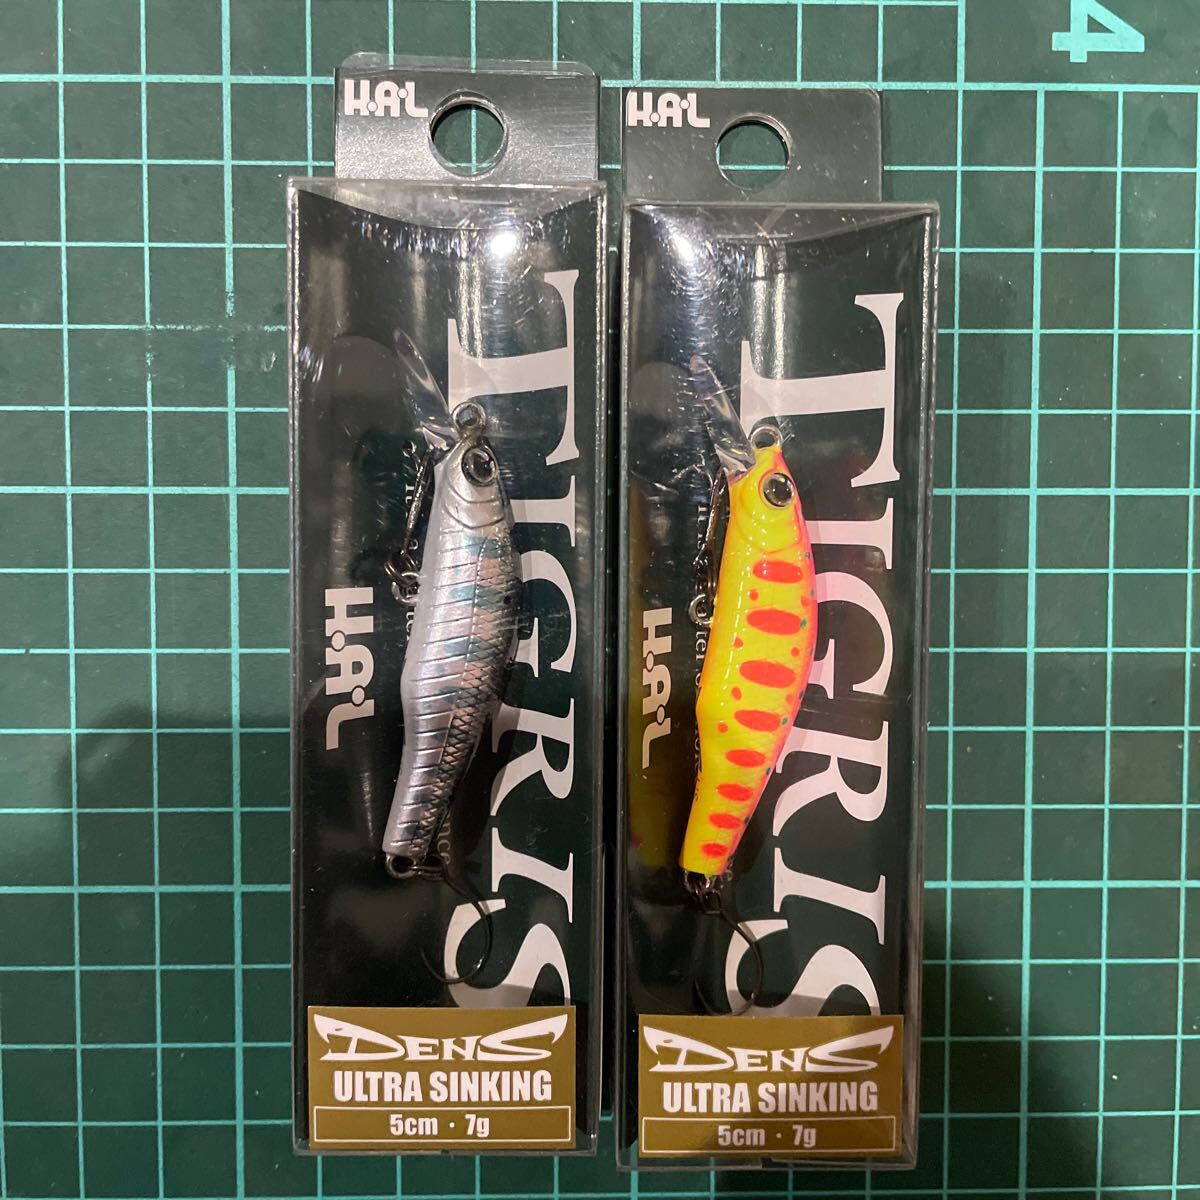 4
H·A·L
TIGRIS
H·A·L
DENS
ULTRA SINKING
5cm · 7g
H·A·L
TIGRIS
H·A·L
DENS
ULTRA SINKING
5cm · 7g